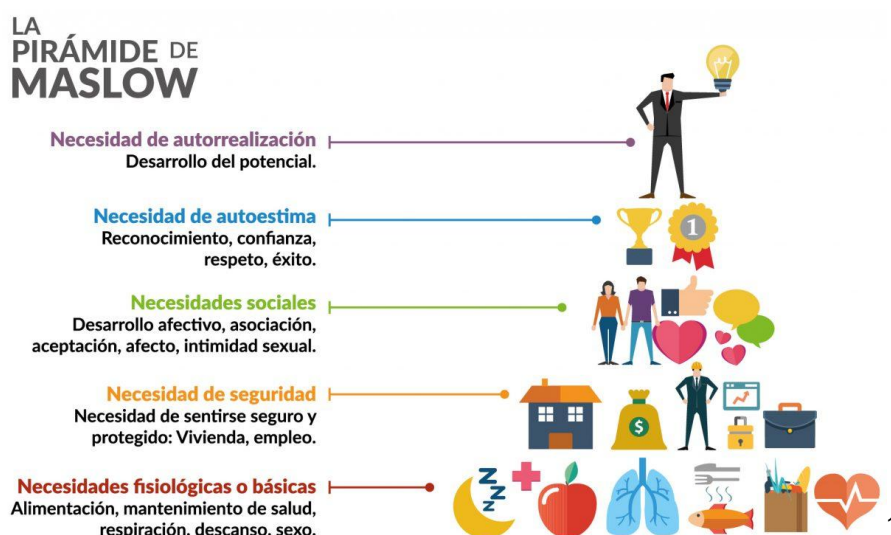 LA
PIRÁMIDE DE
MASLOW
Necesidad de autorrealización
Desarrollo del potencial.
Necesidad de autoestima
Reconocimiento, confianza,
respeto, éxito.
1
Necesidades sociales
Desarrollo afectivo, asociación,
aceptación, afecto, intimidad sexual.
Necesidad de seguridad
Necesidad de sentirse seguro y
protegido: Vivienda, empleo.
$
Necesidades fisiológicas o básicas
Alimentación, mantenimiento de salud,
respiración, descanso, sexo.
z z z